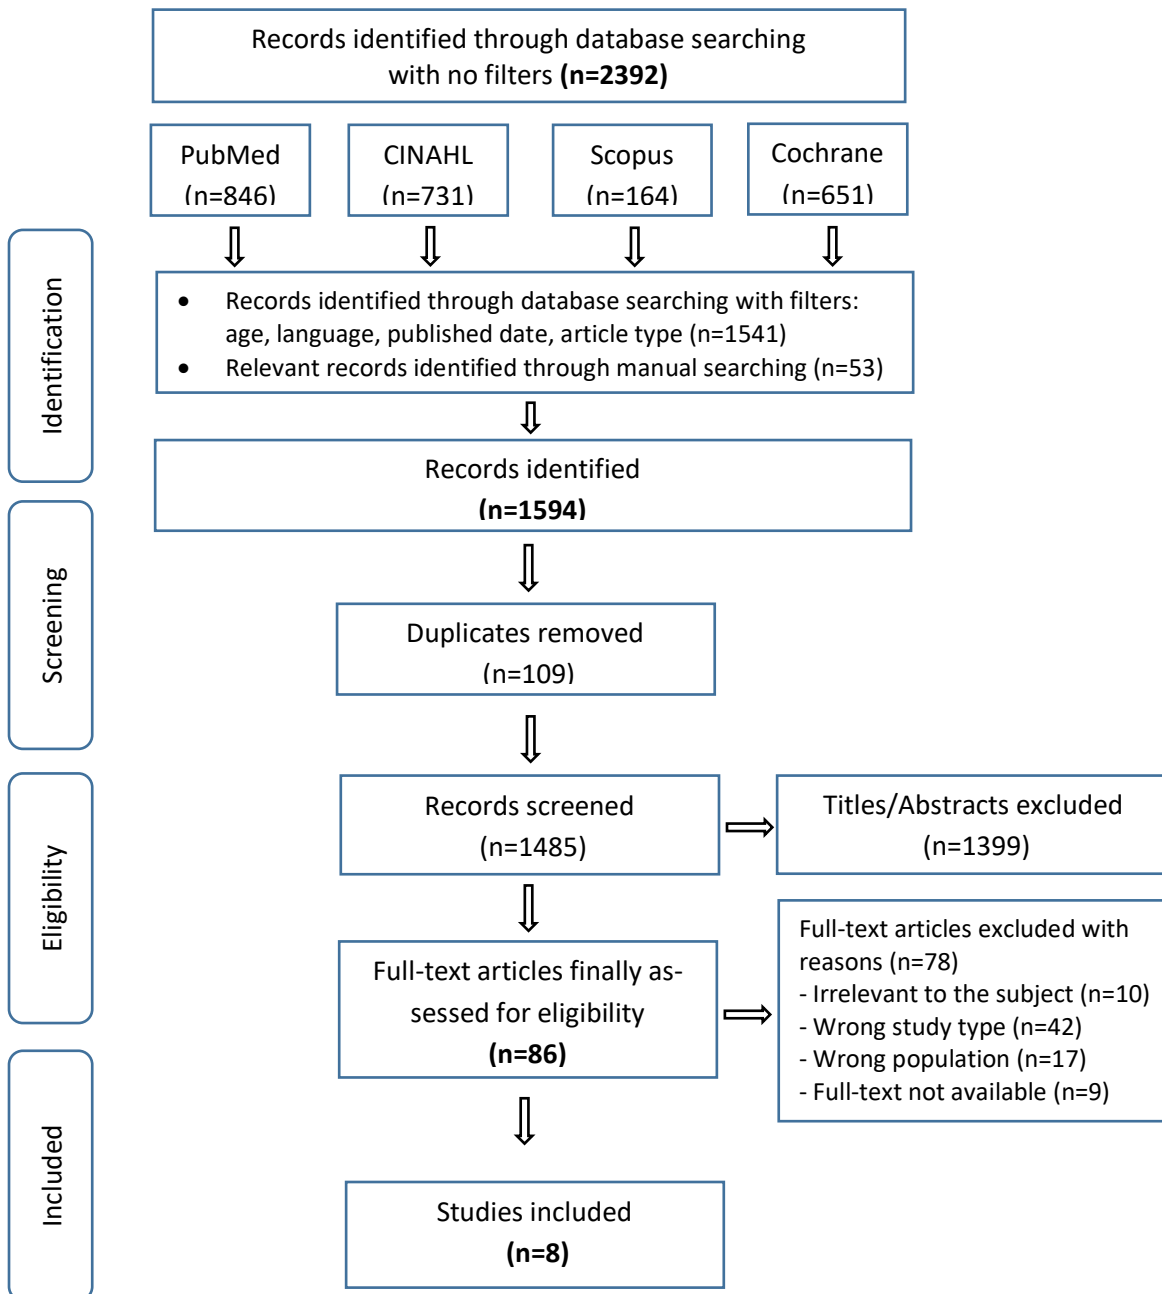 Records identified through database searching
with no filters (n=2392)
PubMed
(n=846)
CINAHL
(n=731)
Scopus
(n=164)
Cochrane
(n=651)
Identification
• Records identified through database searching with filters:
age, language, published date, article type (n=1541)
• Relevant records identified through manual searching (n=53)
Records identified
(n=1594)
Screening
Duplicates removed
(n=109)
Eligibility
Records screened
(n=1485)
Titles/Abstracts excluded
(n=1399)
Full-text articles finally as-
sessed for eligibility
(n=86)
Full-text articles excluded with
reasons (n=78)
- Irrelevant to the subject (n=10)
- Wrong study type (n=42)
- Wrong population (n=17)
- Full-text not available (n=9)
Included
Studies included
(n=8)